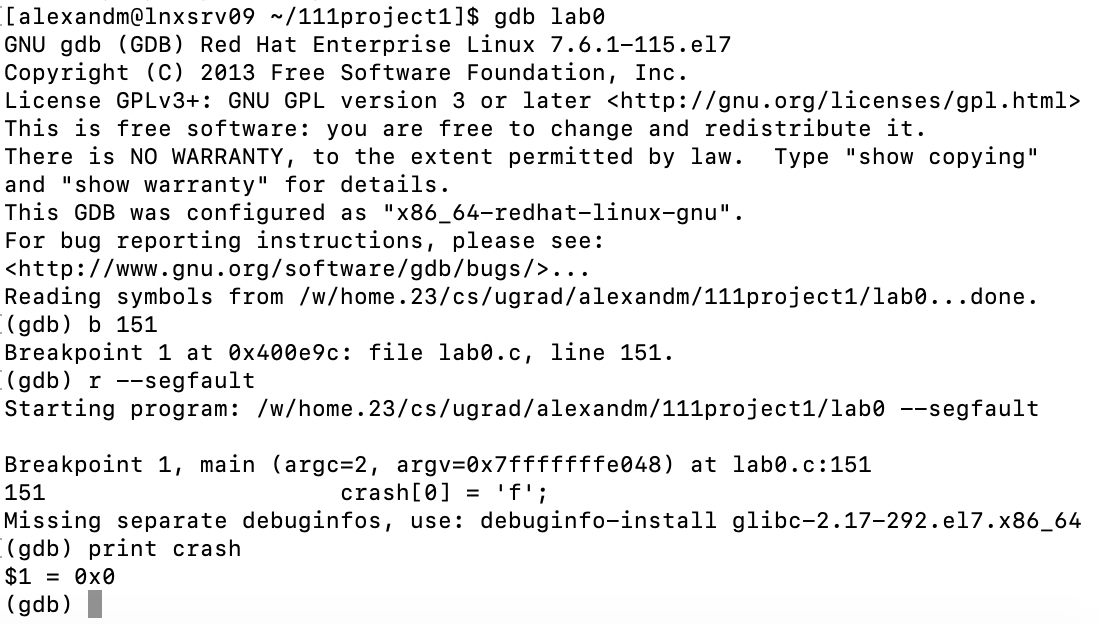 [alexandm@lnxsrv09 ~/111project1]$ gdb lab0
GNU gdb (GDB) Red Hat Enterprise Linux 7.6.1-115.el7
Copyright (C) 2013 Free Software Foundation, Inc.
License GPLv3+: GNU GPL version 3 or later <http://gnu.org/licenses/gpl.html>
This is free software: you are free to change and redistribute it.
There is NO WARRANTY, to the extent permitted by law.  Type "show copying"
and "show warranty" for details.
This GDB was configured as "x86_64-redhat-linux-gnu".
For bug reporting instructions, please see:
<http://www.gnu.org/software/gdb/bugs/>...
Reading symbols from /w/home.23/cs/ugrad/alexandm/111project1/lab0...done.
(gdb) b 151
Breakpoint 1 at 0x400e9c: file lab0.c, line 151.
(gdb) r --segfault
Starting program: /w/home.23/cs/ugrad/alexandm/111project1/lab0 --segfault

Breakpoint 1, main (argc=2, argv=0x7fffffffe048) at lab0.c:151
151                     crash[0] = 'f';
Missing separate debuginfos, use: debuginfo-install glibc-2.17-292.el7.x86_64
(gdb) print crash
$1 = 0x0
(gdb)